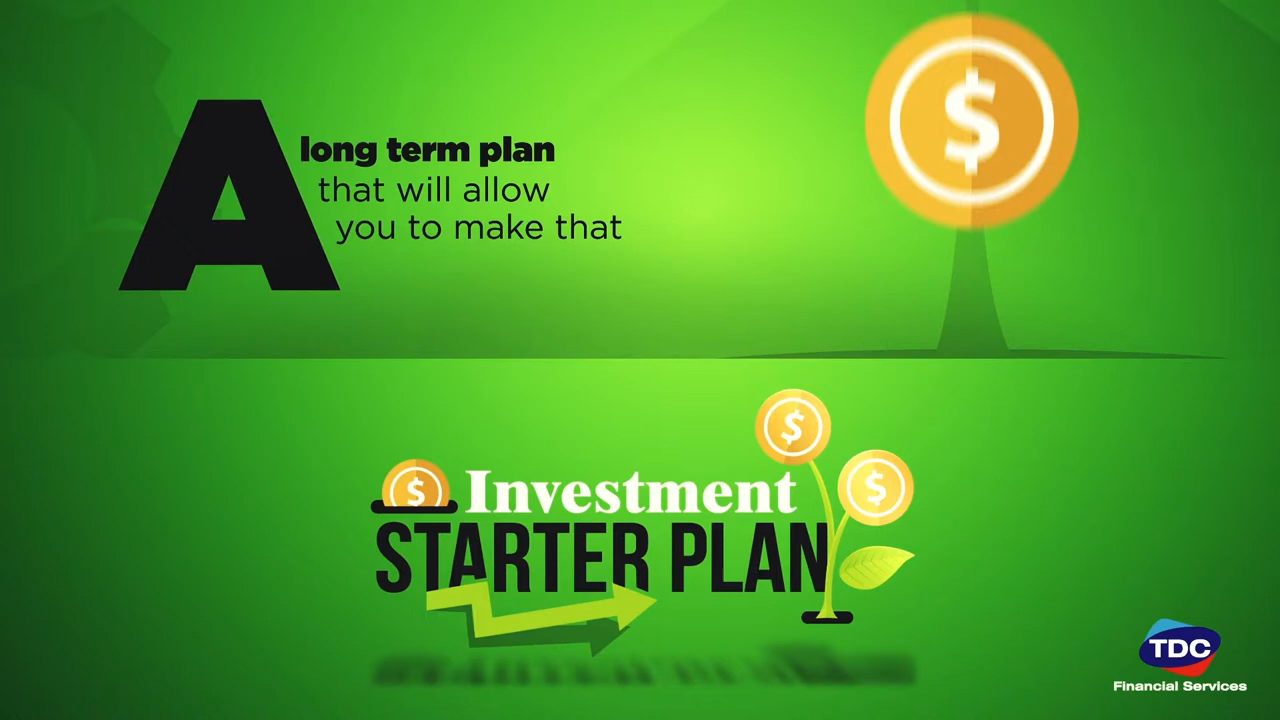 A long term plan
that will allow
you to make that
$
$
$
$
Investment
STARTER PLAN
TDC
Financial Services